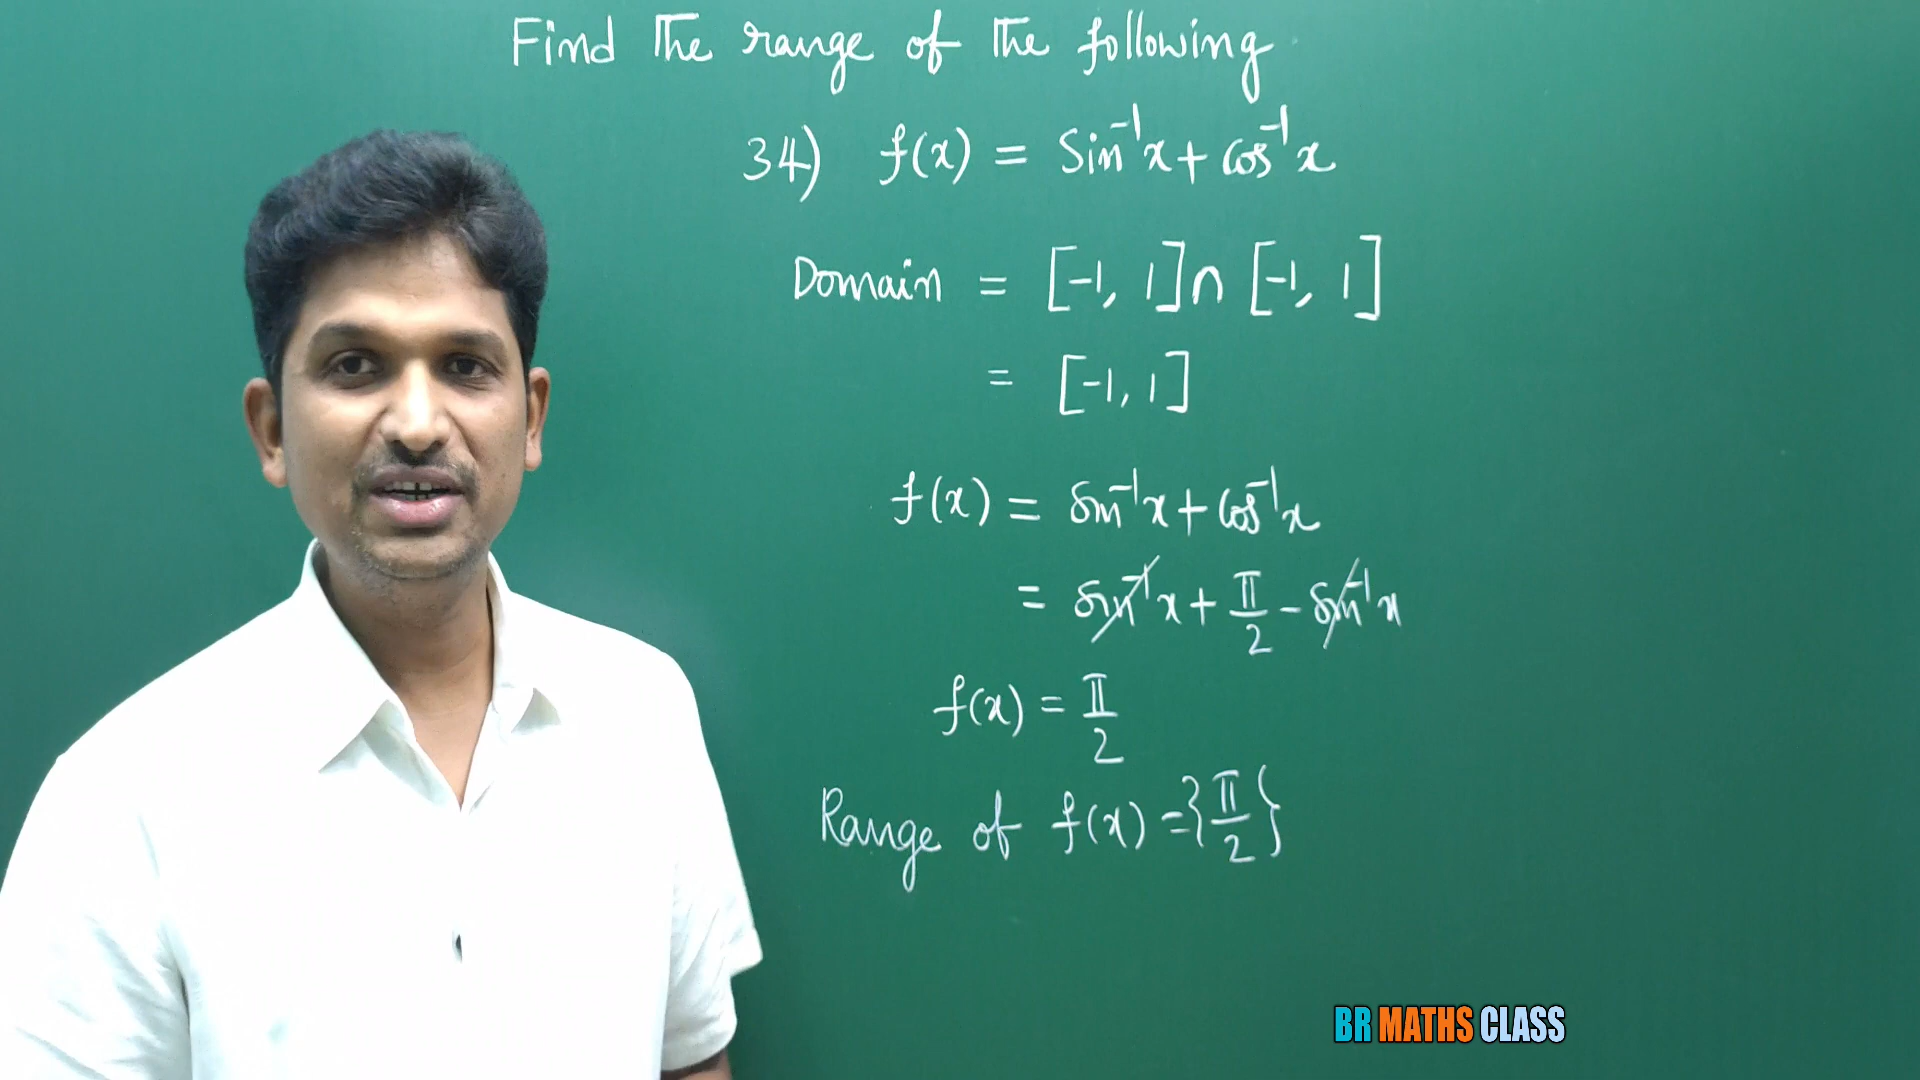 Find The range of The following
34) f(x) = Sin⁻¹x + cos⁻¹x
Domain = [-1, 1] ∩ [-1, 1]
= [-1, 1]
f(x) = sin⁻¹x + cos⁻¹x
= sin⁻¹x + π/2 - sin⁻¹x
f(x) = π/2
Range of f(x) = {π/2}
BR MATHS CLASS